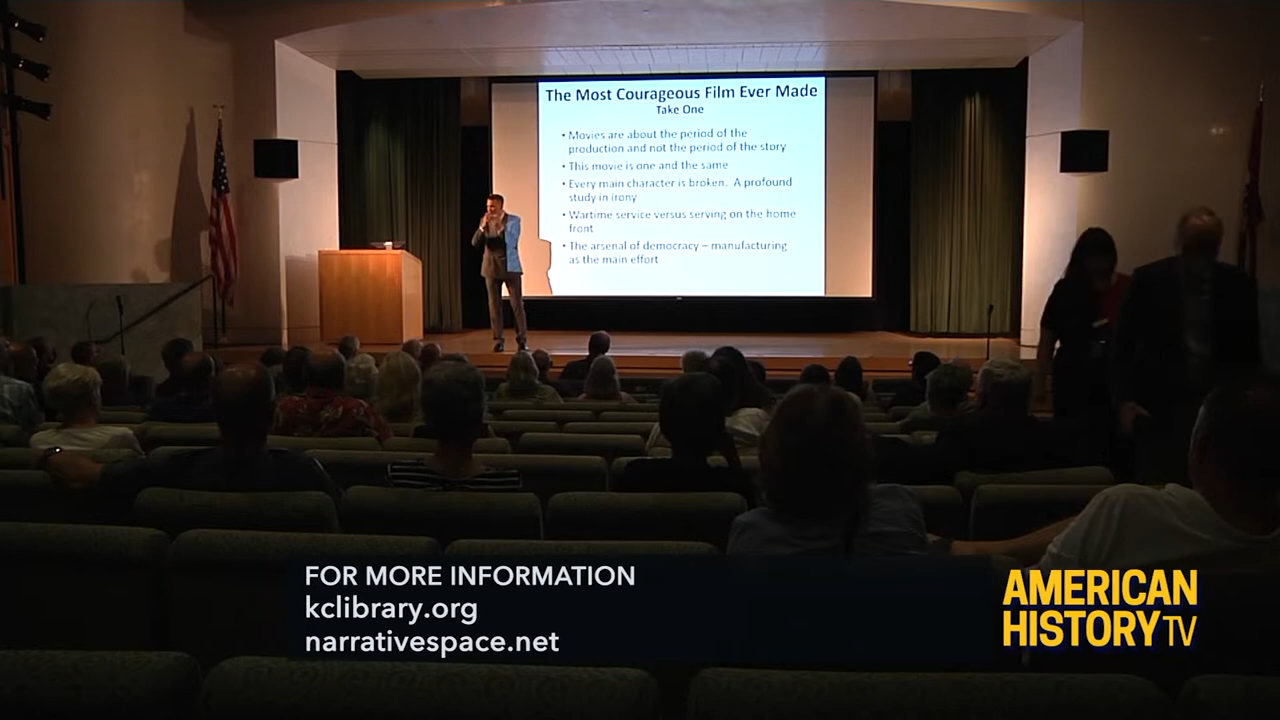 The Most Courageous Film Ever Made
Take One
• Movies are about the period of the
production and not the period of the story
• This movie is one and the same
• Every main character is broken. A profound
study in irony
• Wartime service versus serving on the home
front
• The arsenal of democracy – manufacturing
as the main effort
FOR MORE INFORMATION
kclibrary.org
narrativespace.net
AMERICAN
HISTORY TV